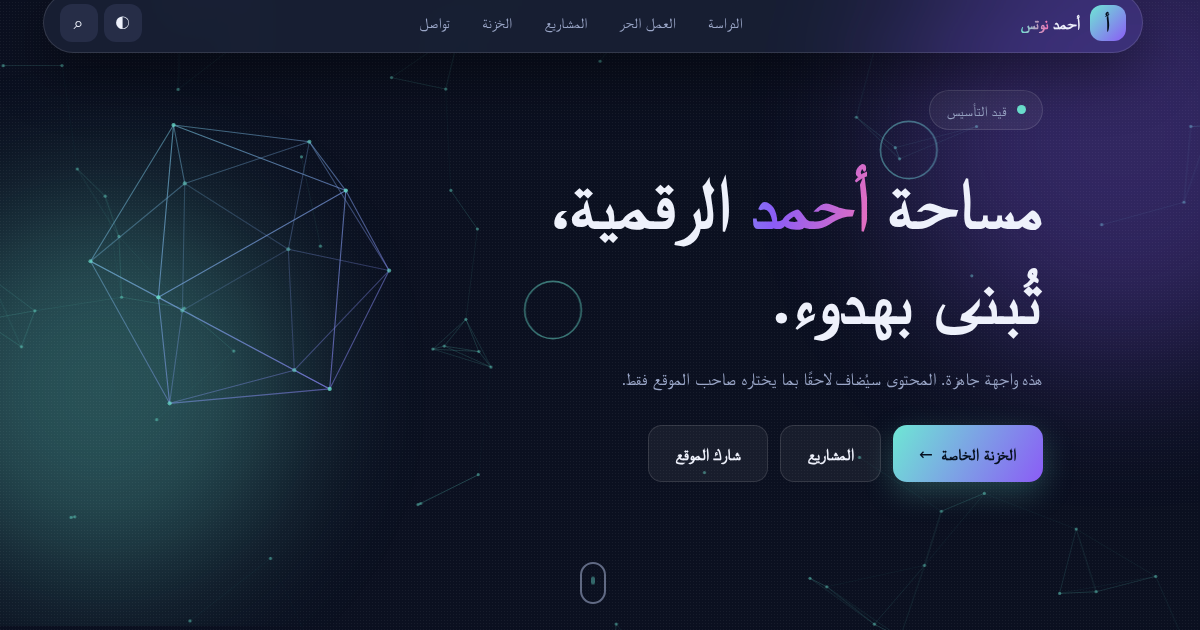 أ
أحمد نوتس
الدراسة
العمل الحر
المشاريع
الخزنة
تواصل
قيد التأسيس
مساحة أحمد الرقمية،
تُبنى بهدوء.
هذه واجهة جاهزة. المحتوى سيُضاف لاحقًا بما يختاره صاحب الموقع فقط.
الخزنة الخاصة ←
المشاريع
شارك الموقع